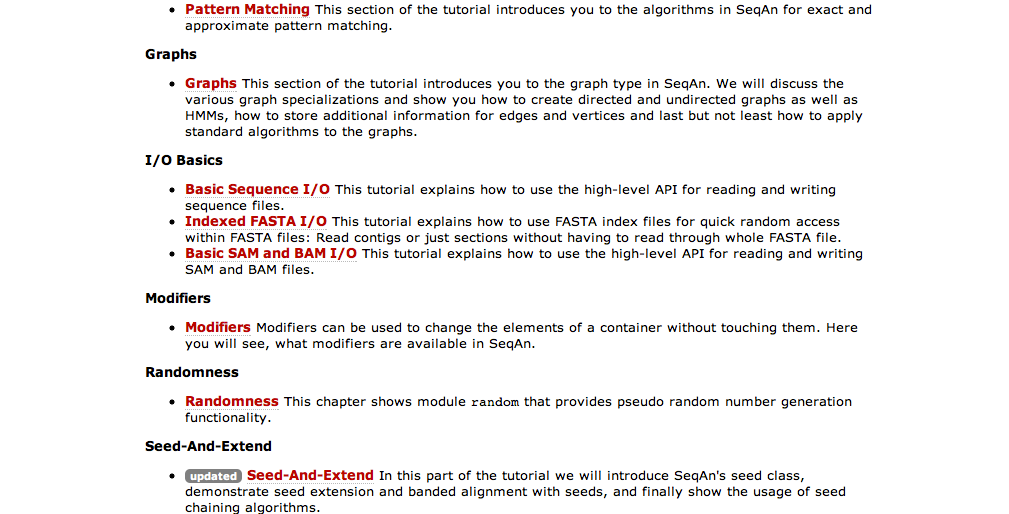 Pattern Matching This section of the tutorial introduces you to the algorithms in SeqAn for exact and
approximate pattern matching.
Graphs
Graphs This section of the tutorial introduces you to the graph type in SeqAn. We will discuss the
various graph specializations and show you how to create directed and undirected graphs as well as
HMMs, how to store additional information for edges and vertices and last but not least how to apply
standard algorithms to the graphs.
I/O Basics
Basic Sequence I/O This tutorial explains how to use the high-level API for reading and writing
sequence files.
Indexed FASTA I/O This tutorial explains how to use FASTA index files for quick random access
within FASTA files: Read contigs or just sections without having to read through whole FASTA file.
Basic SAM and BAM I/O This tutorial explains how to use the high-level API for reading and writing
SAM and BAM files.
Modifiers
Modifiers Modifiers can be used to change the elements of a container without touching them. Here
you will see, what modifiers are available in SeqAn.
Randomness
Randomness This chapter shows module random that provides pseudo random number generation
functionality.
Seed-And-Extend
updated Seed-And-Extend In this part of the tutorial we will introduce SeqAn's seed class,
demonstrate seed extension and banded alignment with seeds, and finally show the usage of seed
chaining algorithms.